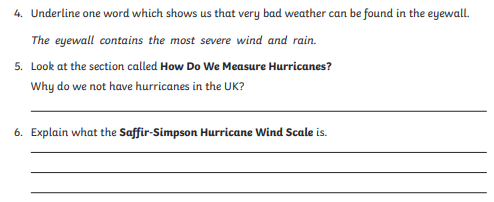 4. Underline one word which shows us that very bad weather can be found in the eyewall.
The eyewall contains the most severe wind and rain.
5. Look at the section called How Do We Measure Hurricanes?
Why do we not have hurricanes in the UK?
6. Explain what the Saffir-Simpson Hurricane Wind Scale is.